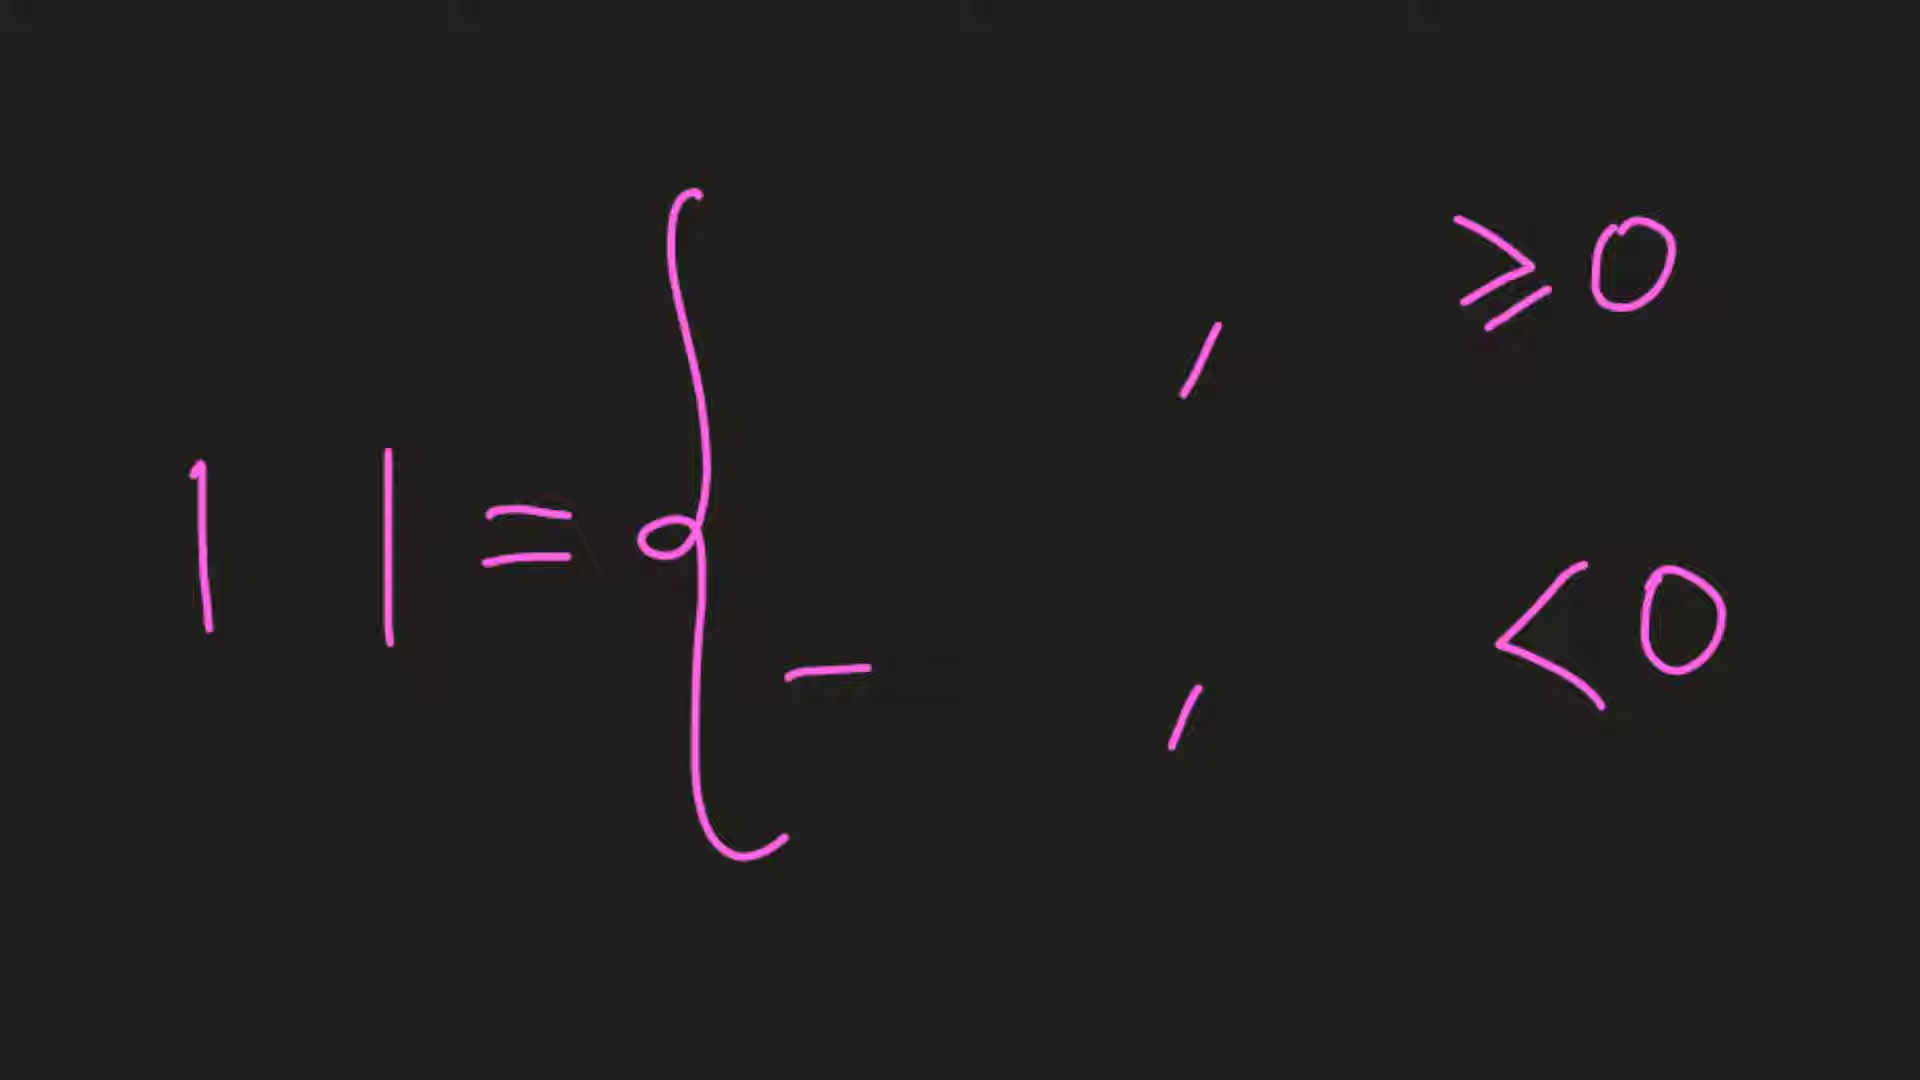 , ≥0
| | = {
- , <0